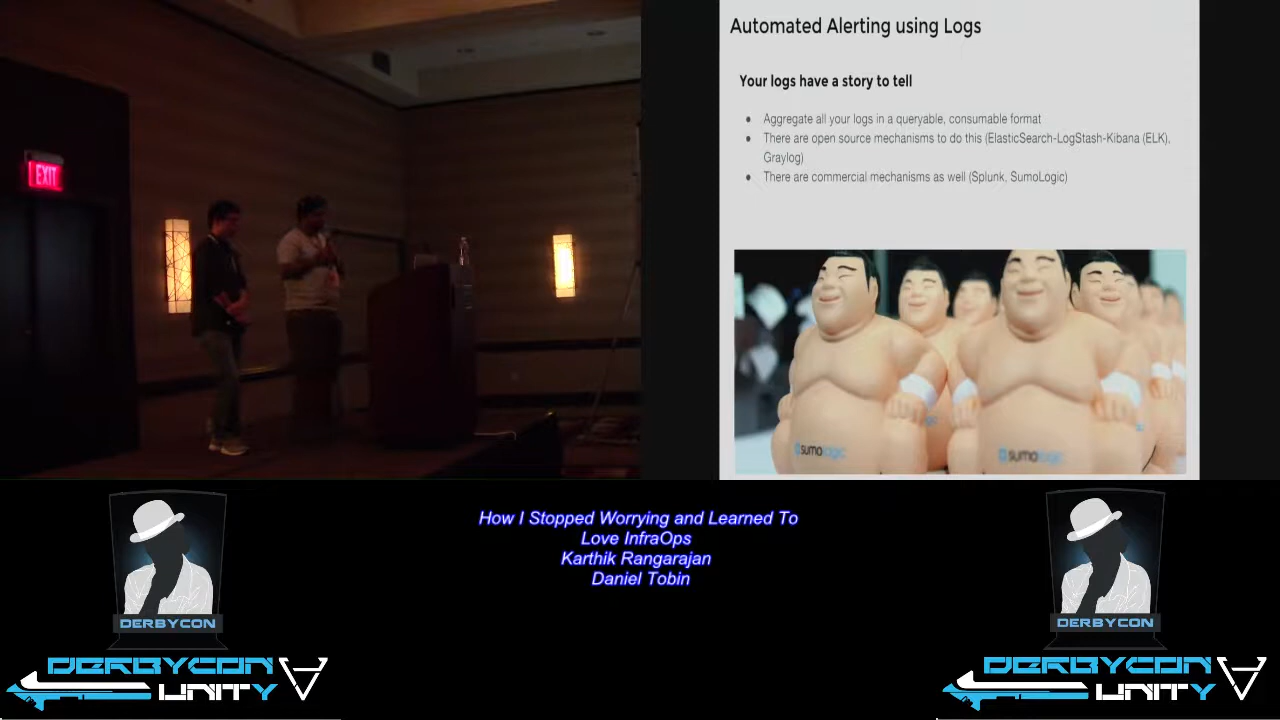 Automated Alerting using Logs
Your logs have a story to tell
Aggregate all your logs in a queryable, consumable format
There are open source mechanisms to do this (ElasticSearch-LogStash-Kibana (ELK),
Graylog)
There are commercial mechanisms as well (Splunk, SumoLogic)
EXIT
sumologic
sumologic
How I Stopped Worrying and Learned To
Love InfraOps
Karthik Rangarajan
Daniel Tobin
DERBYCON
DERBYCON
DERBYCON
UNITY
DERBYCON
UNITY